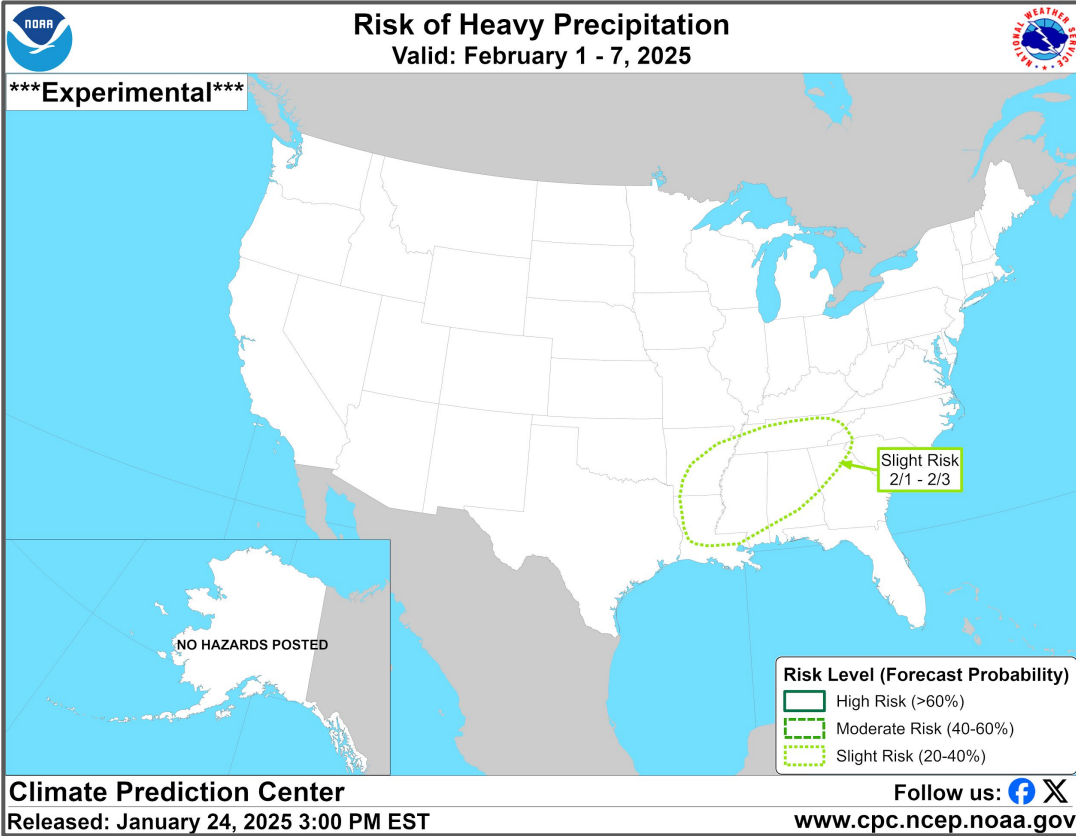 NOAA
NATIONAL WEATHER SERVICE
Risk of Heavy Precipitation
Valid: February 1 - 7, 2025
***Experimental***
Slight Risk
2/1 - 2/3
NO HAZARDS POSTED
Risk Level (Forecast Probability)
High Risk (>60%)
Moderate Risk (40-60%)
Slight Risk (20-40%)
Climate Prediction Center
Follow us:
Released: January 24, 2025 3:00 PM EST
www.cpc.ncep.noaa.gov